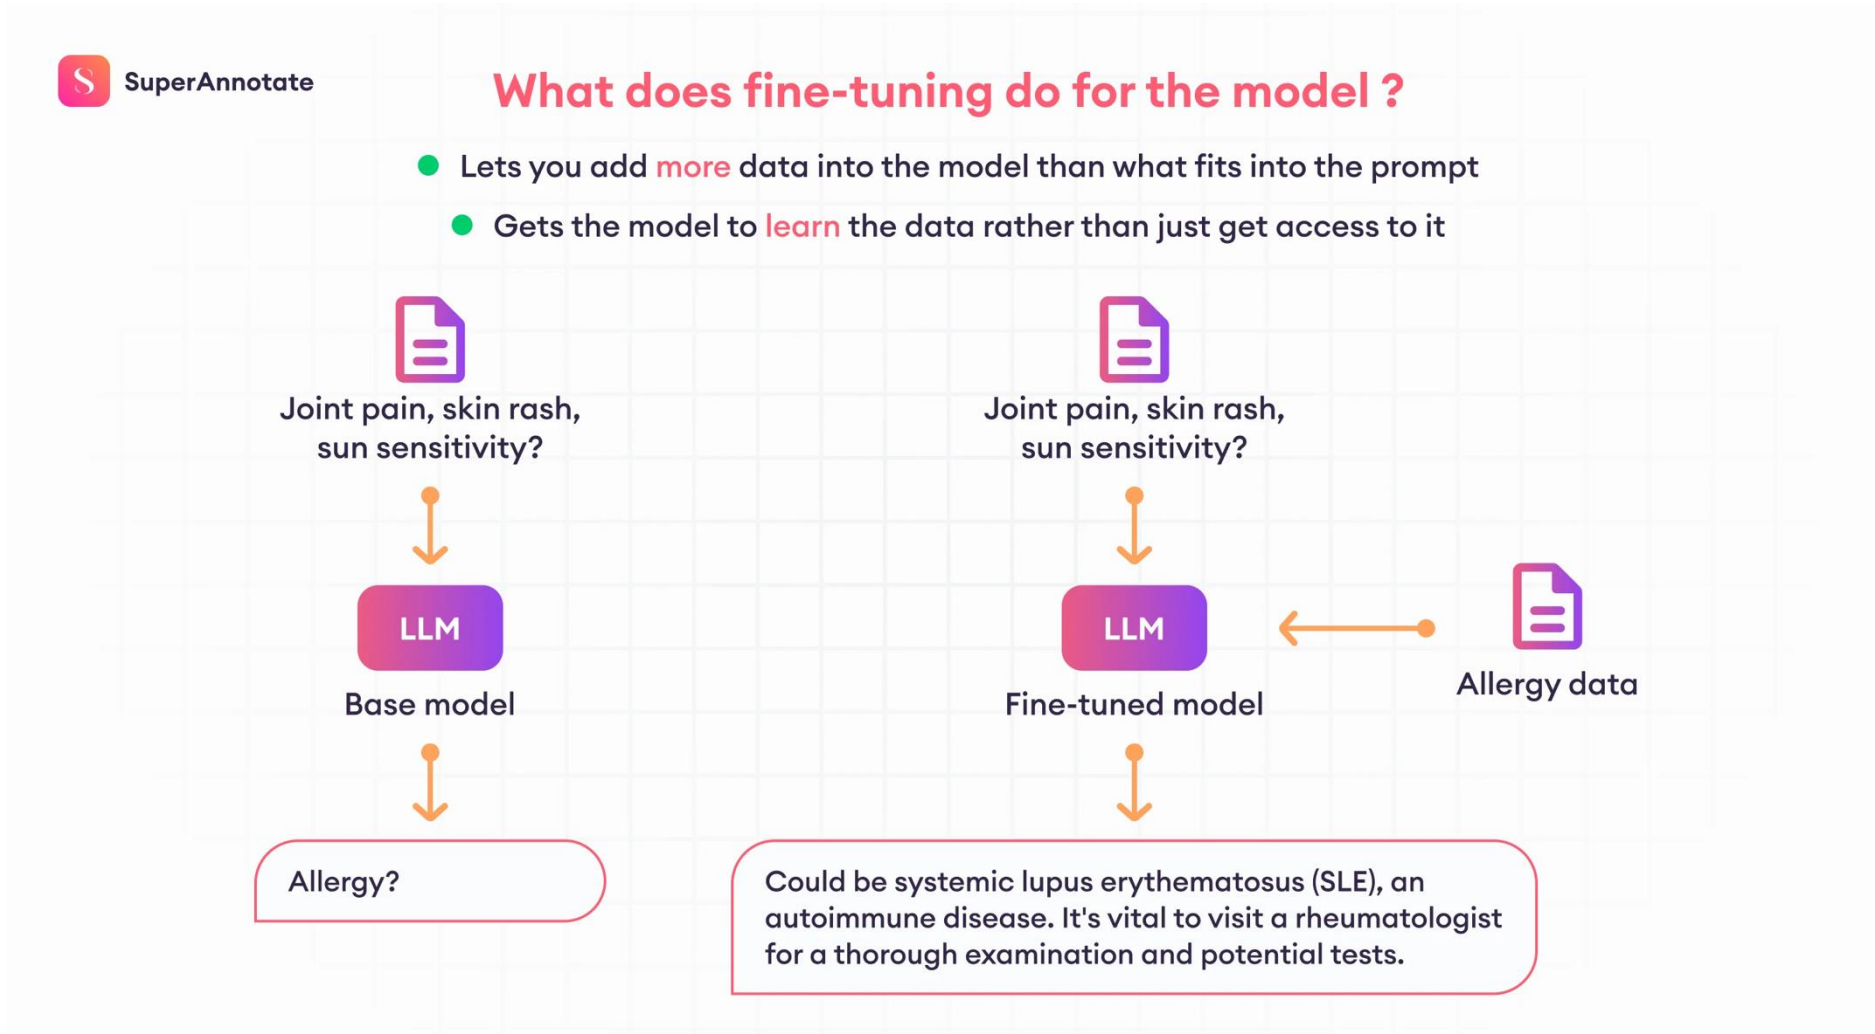 SuperAnnotate
What does fine-tuning do for the model ?
Lets you add more data into the model than what fits into the prompt
Gets the model to learn the data rather than just get access to it
Joint pain, skin rash,
sun sensitivity?
LLM
Base model
Allergy?
Joint pain, skin rash,
sun sensitivity?
LLM
Fine-tuned model
Allergy data
Could be systemic lupus erythematosus (SLE), an
autoimmune disease. It's vital to visit a rheumatologist
for a thorough examination and potential tests.